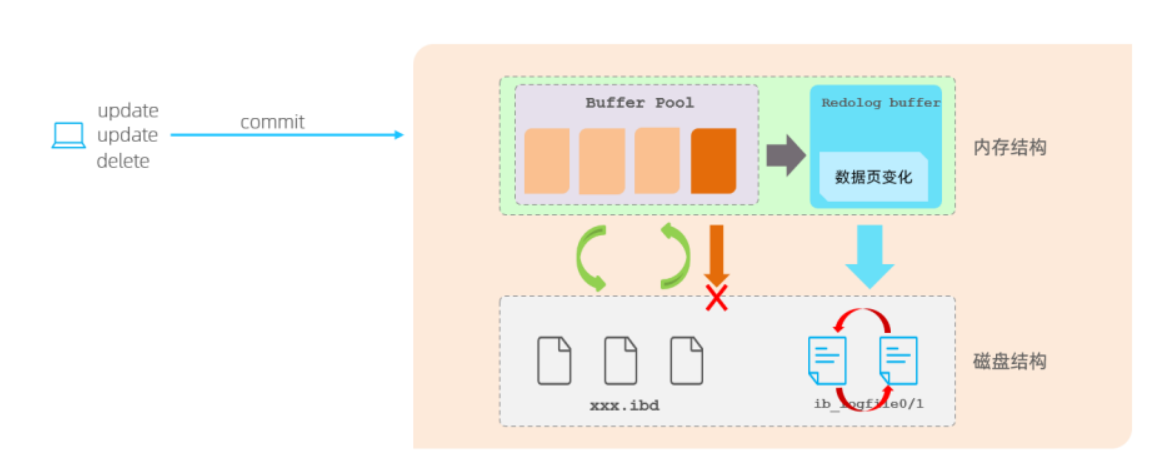 update
update
delete
commit
Buffer Pool
Redolog buffer
数据页变化
内存结构
xxx.ibd
ib_logfile0/1
磁盘结构